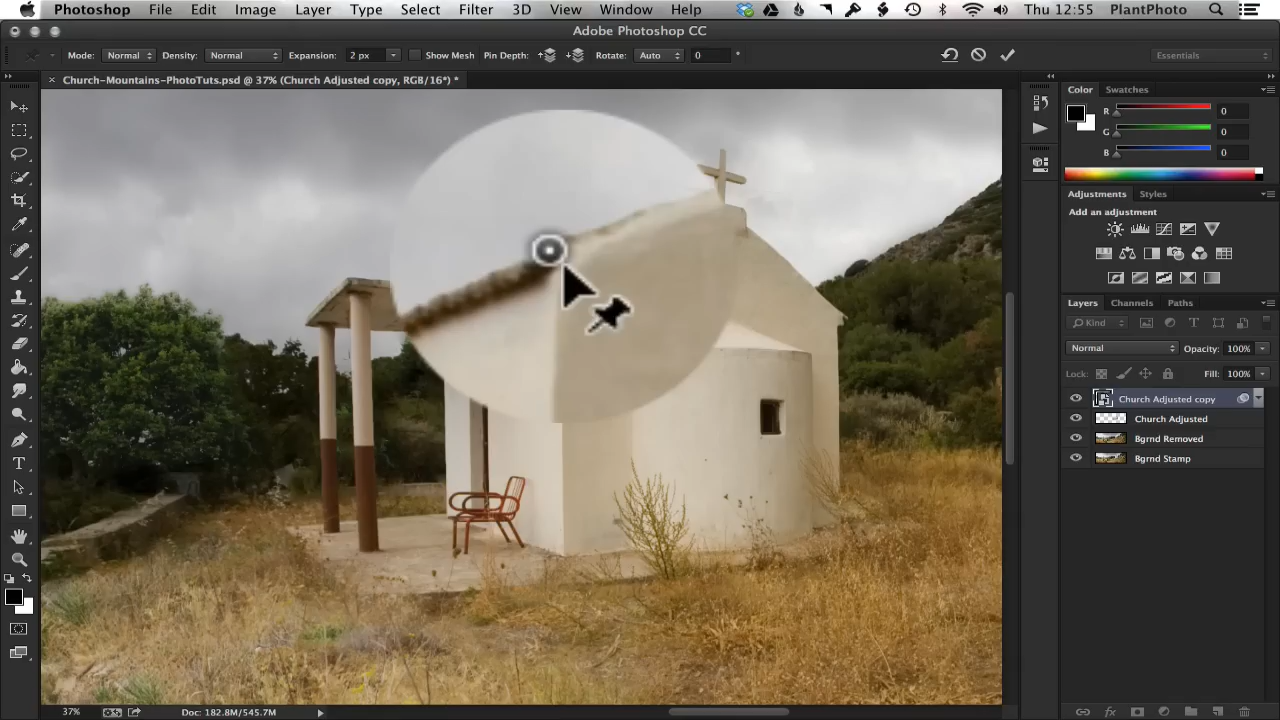 Photoshop File Edit Image Layer Type Select Filter 3D View Window Help Thu 12:55 PlantPhoto
Adobe Photoshop CC
Mode: Normal Density: Normal Expansion: 2 px Show Mesh Pin Depth: Rotate: Auto 0 ° Essentials
× Church-Mountains-PhotoTuts.psd @ 37% (Church Adjusted copy, RGB/16*) *
Color Swatches
R 0
G 0
B 0
Adjustments Styles
Add an adjustment
Layers Channels Paths
Kind
Normal Opacity: 100%
Lock: Fill: 100%
Church Adjusted copy
Church Adjusted
Bgrnd Removed
Bgrnd Stamp
T
fx
37% Doc: 182.8M/545.7M